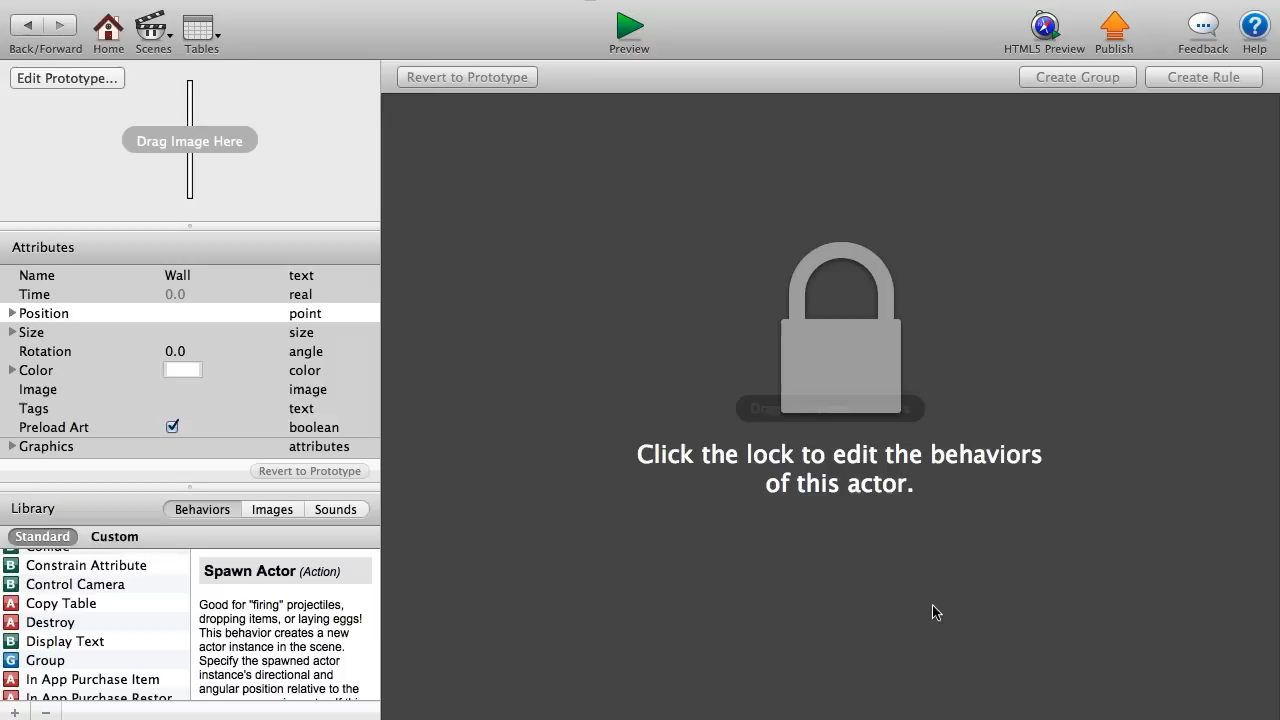 Back/Forward Home Scenes Tables Preview HTML5 Preview Publish Feedback Help
Edit Prototype...
Drag Image Here
Revert to Prototype Create Group Create Rule
Attributes
Name Wall text
Time 0.0 real
Position point
Size size
Rotation 0.0 angle
Color color
Image image
Tags text
Preload Art boolean
Graphics attributes
Revert to Prototype
Library Behaviors Images Sounds
Standard Custom
Collide
Constrain Attribute
Control Camera
Copy Table
Destroy
Display Text
Group
In App Purchase Item
In App Purchase Restor
Spawn Actor (Action)
Good for "firing" projectiles,
dropping items, or laying eggs!
This behavior creates a new
actor instance in the scene.
Specify the spawned actor
instance's directional and
angular position relative to the
Click the lock to edit the behaviors
of this actor.